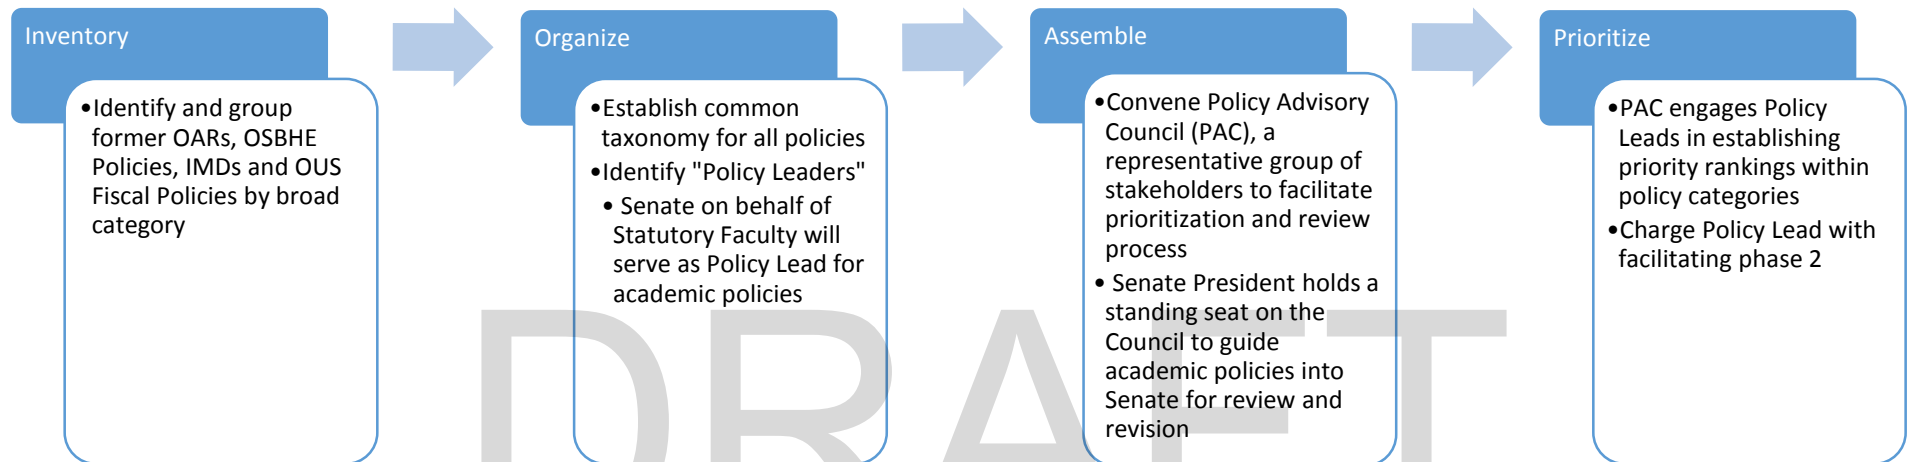 Inventory
•Identify and group
former OARs, OSBHE
Policies, IMDs and OUS
Fiscal Policies by broad
category
Organize
•Establish common
taxonomy for all policies
•Identify "Policy Leaders"
• Senate on behalf of
Statutory Faculty will
serve as Policy Lead for
academic policies
Assemble
•Convene Policy Advisory
Council (PAC), a
representative group of
stakeholders to facilitate
prioritization and review
process
• Senate President holds a
standing seat on the
Council to guide
academic policies into
Senate for review and
revision
Prioritize
•PAC engages Policy
Leads in establishing
priority rankings within
policy categories
•Charge Policy Lead with
facilitating phase 2
DRAFT